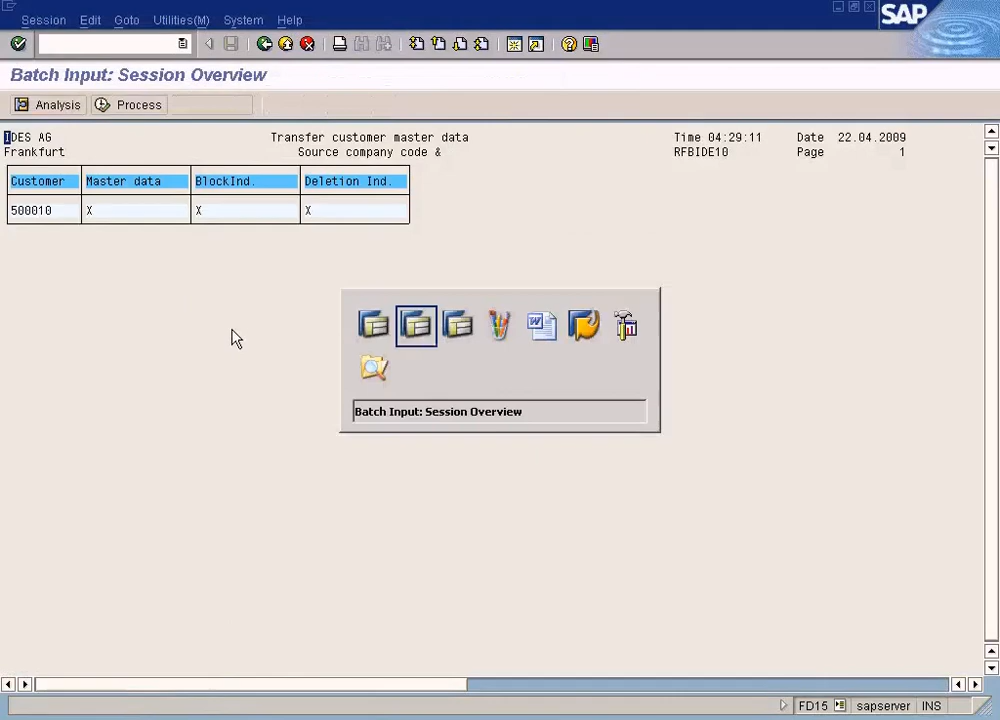 Session Edit Goto Utilities(M) System Help
SAP
Batch Input: Session Overview
Analysis Process
IDES AG Transfer customer master data Time 04:29:11 Date 22.04.2009
Frankfurt Source company code & RFBIDE10 Page 1
Customer Master data BlockInd. Deletion Ind.
500010 X X X
Batch Input: Session Overview
FD15 sapserver INS